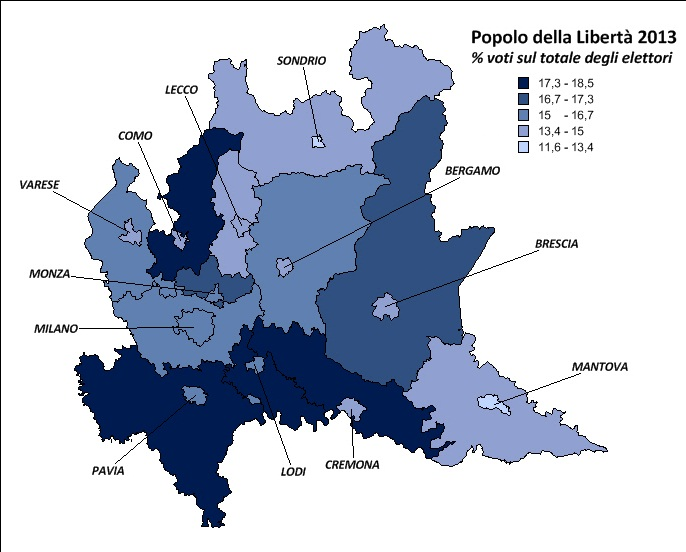 Popolo della Libertà 2013
% voti sul totale degli elettori
17,3 - 18,5
16,7 - 17,3
15 - 16,7
13,4 - 15
11,6 - 13,4
SONDRIO
LECCO
COMO
BERGAMO
VARESE
BRESCIA
MONZA
MILANO
MANTOVA
PAVIA
LODI
CREMONA